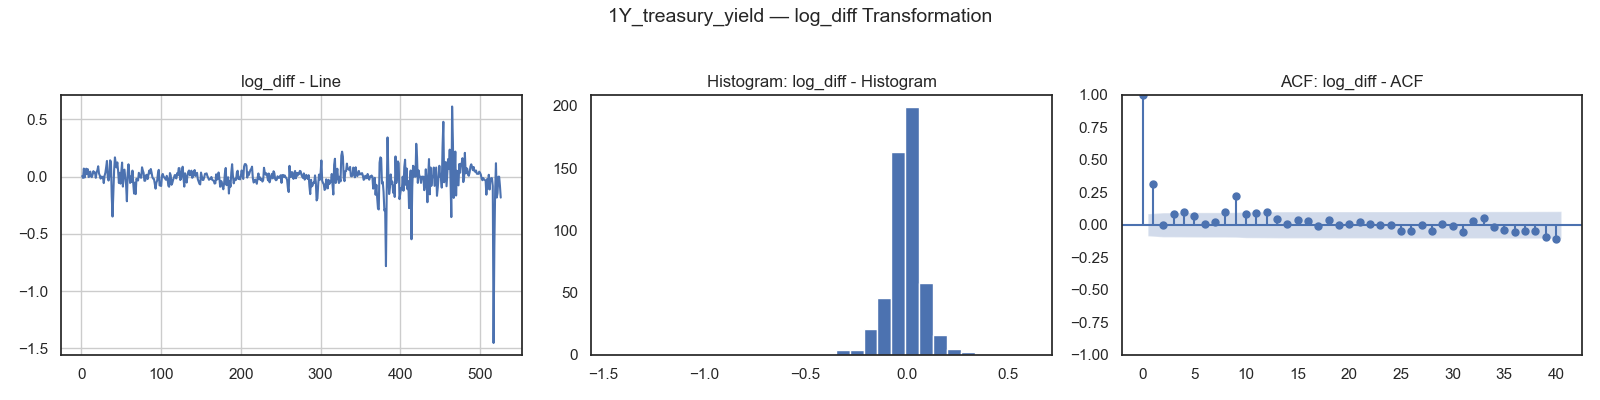 1Y_treasury_yield — log_diff Transformation
log_diff - Line
0.5
0.0
−0.5
−1.0
−1.5
0 100 200 300 400 500
Histogram: log_diff - Histogram
200
150
100
50
0
−1.5 −1.0 −0.5 0.0 0.5
ACF: log_diff - ACF
1.00
0.75
0.50
0.25
0.00
−0.25
−0.50
−0.75
−1.00
0 5 10 15 20 25 30 35 40